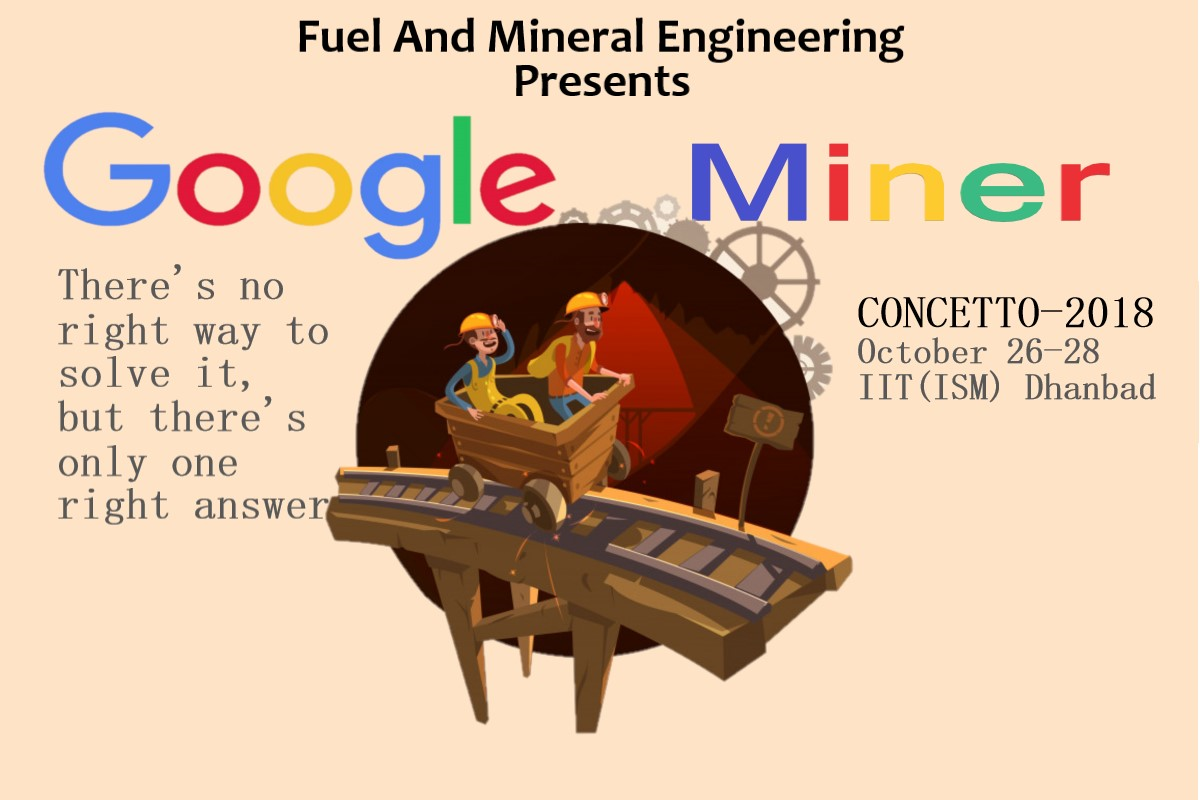 Fuel And Mineral Engineering
Presents
Google Miner
There's no
right way to
solve it,
but there's
only one
right answer
CONCETTO-2018
October 26-28
IIT(ISM) Dhanbad
!